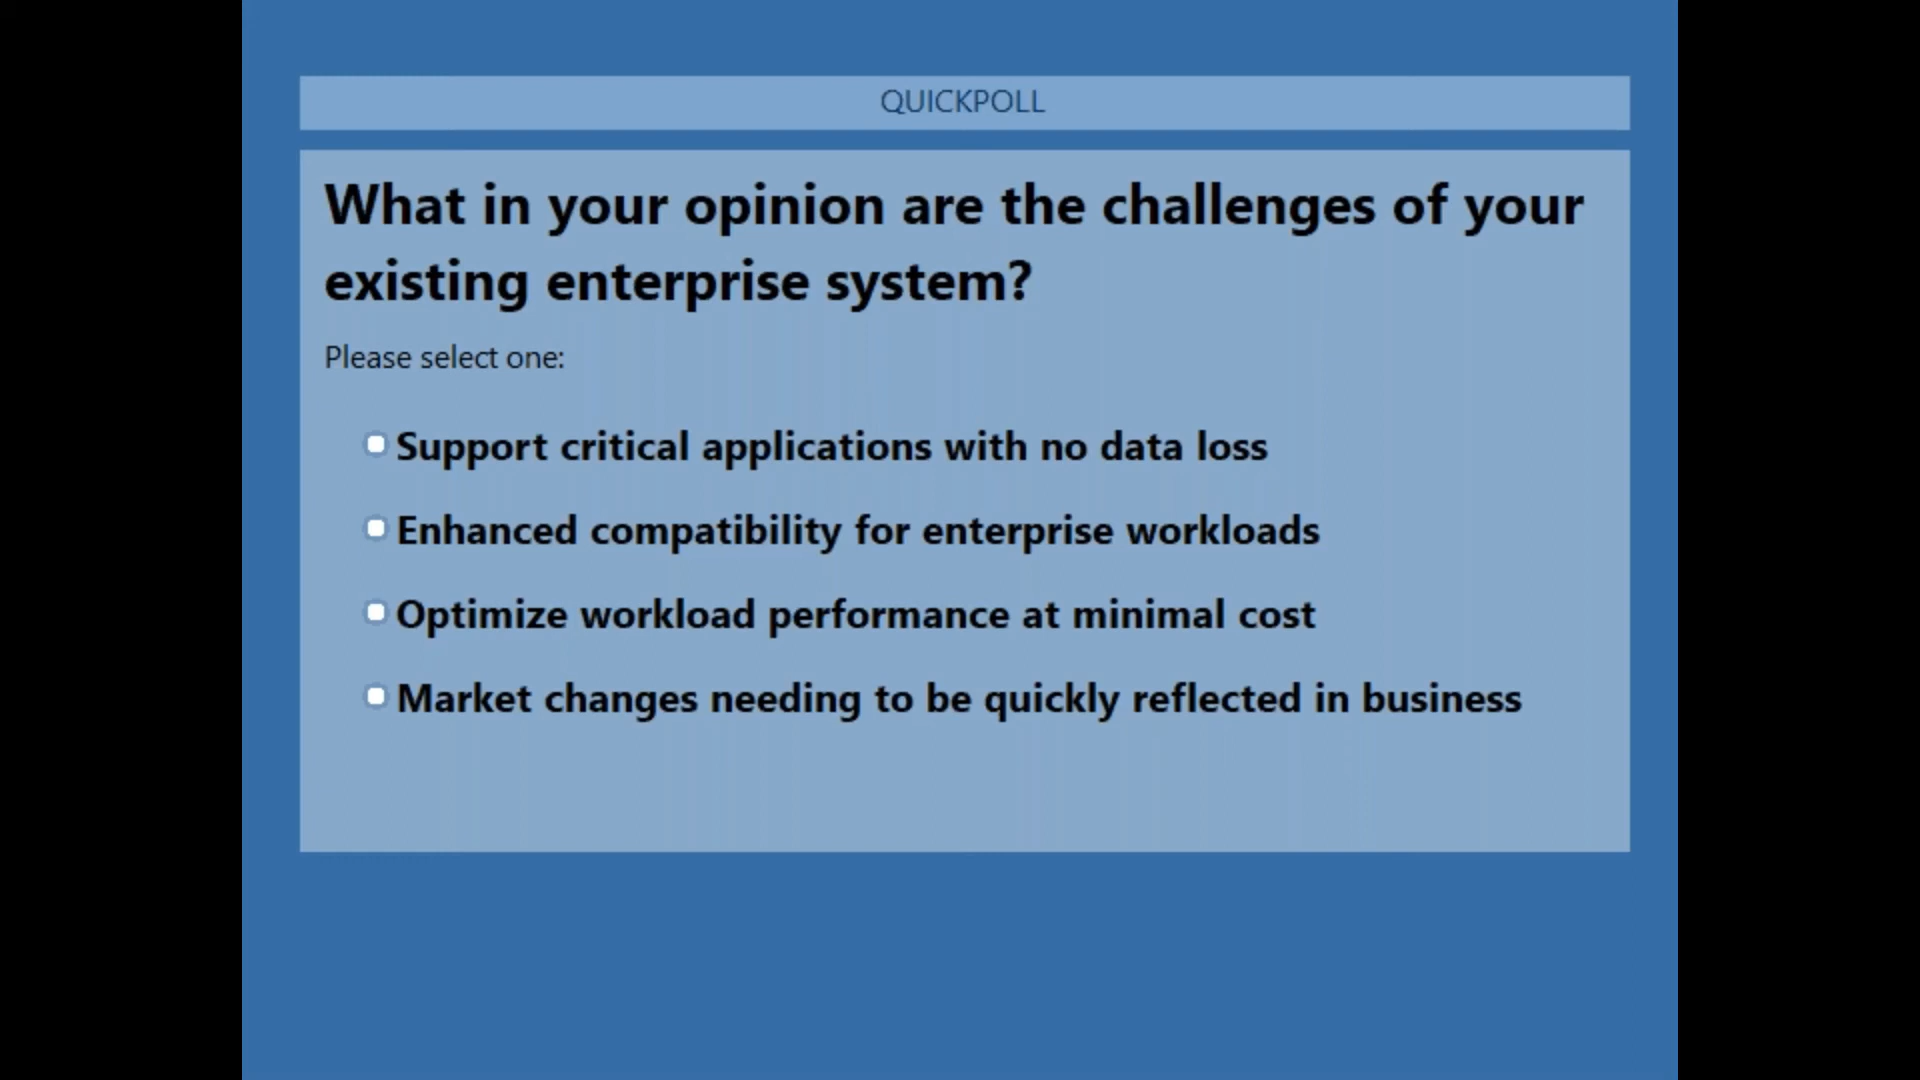 QUICKPOLL
What in your opinion are the challenges of your
existing enterprise system?
Please select one:
Support critical applications with no data loss
Enhanced compatibility for enterprise workloads
Optimize workload performance at minimal cost
Market changes needing to be quickly reflected in business